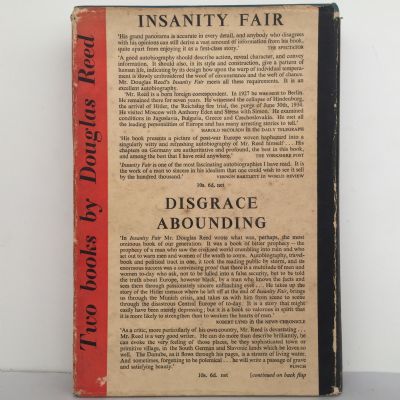 Two books by Douglas Reed
INSANITY FAIR
'His grand panorama is accurate in every detail, and anybody who disagrees
with his opinions can still derive a vast amount of information from his book,
quite apart from enjoying it as a first-class story.' THE SPECTATOR
'A good autobiography should describe action, reveal character, and convey
information. It should also, in its style and construction, give a pattern of
human life, indicating by its design how upon the warp of individual tempera-
ment is slowly embroidered the woof of circumstance and the weft of chance.
Mr. Douglas Reed's Insanity Fair meets all these requirements. It is an
excellent autobiography.
'Mr. Reed is a born foreign correspondent. In 1927 he was sent to Berlin.
He remained there for seven years. He witnessed the collapse of Hindenburg,
the arrival of Hitler, the Reichstag fire trial, the purge of June 30th, 1934.
He visited Moscow with Anthony Eden and Stresa with Simon. He examined
conditions in Jugoslavia, Bulgaria, Greece and Czechoslovakia. He met all
the leading personalities of Europe and has many arresting stories to tell.'
HAROLD NICOLSON in the DAILY TELEGRAPH
'His book presents a picture of post-war Europe woven haphazard into a
singularly witty and refreshing autobiography of Mr. Reed himself . . . His
chapters on Germany are authoritative and profound, the best in this book,
and among the best that I have read anywhere.' THE YORKSHIRE POST
'Insanity Fair is one of the most fascinating autobiographies I have read. It is
the work of a man so sincere in his idealism that one could wish to see it sell
by the hundred thousand.' VERNON BARTLETT in WORLD REVIEW
10s. 6d. net
DISGRACE
ABOUNDING
'In Insanity Fair Mr. Douglas Reed wrote what was, perhaps, the most
ominous book of our generation. It was a book of bitter prophecy — the
prophecy of a man who saw the civilized world crumbling into ruin and who
set out to warn men and women of the wrath to come. Autobiography, travel-
book and political tract in one, it took the reading public by storm, and its
enormous success was a convincing proof that there is a multitude of men and
women to-day who ask, not to be lulled into a false security, but to be told
the truth about Europe, however black, by a man who knows the facts and
sees them through passionately sincere and unflinching eyes . . . He takes up
the story of the Hitler menace where he left off at the end of Insanity Fair, brings
us through the Munich crisis, and takes us with him from scene to scene
through the disastrous Central Europe of to-day. It is a story that might
easily have been merely depressing; but it is a book so valorous in spirit that
it is more likely to strengthen than to weaken the hearts of men.'
ROBERT LYND in the NEWS CHRONICLE
'As a critic, more particularly of his own country, Mr. Reed is devastating . . .
Mr. Reed is a very good writer. He can do more than describe brilliantly, he
can evoke the very feeling of those places, be they sophisticated town or
primitive village, in the South German and Slavonic lands which he loves so
well. The Danube, as it flows through his pages, is a stream of living water.
And sometimes, forgetting to be polemical . . . he will write a passage of grave
and satisfying beauty.' PUNCH
10s. 6d. net (continued on back flap